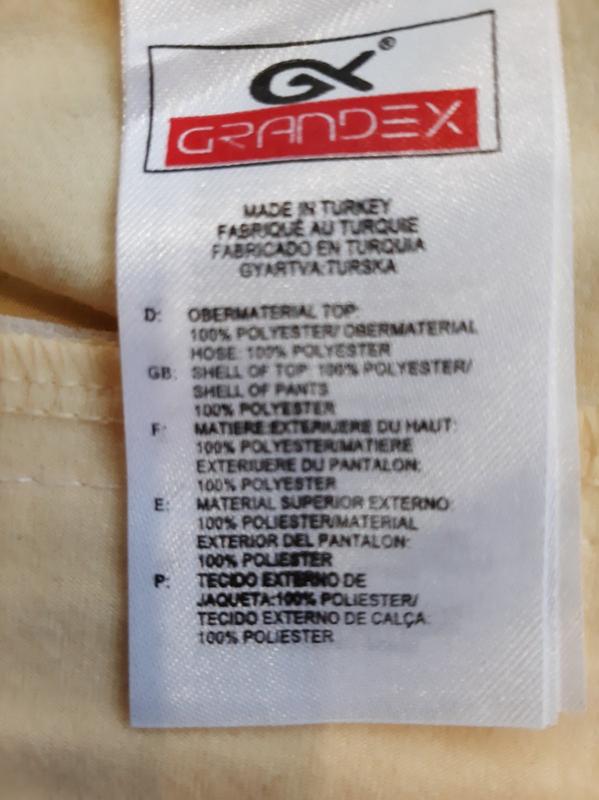 GX®
GRANDEX
MADE IN TURKEY
FABRIQUÉ AU TURQUIE
FABRICADO EN TURQUIA
GYARTVA:TURSKA
D: OBERMATERIAL TOP:
100% POLYESTER/ OBERMATERIAL
HOSE: 100% POLYESTER
GB: SHELL OF TOP: 100% POLYESTER/
SHELL OF PANTS
100% POLYESTER
F: MATIERE EXTERIUERE DU HAUT:
100% POLYESTER/MATIERE
EXTERIUERE DU PANTALON:
100% POLYESTER
E: MATERIAL SUPERIOR EXTERNO:
100% POLIESTER/MATERIAL
EXTERIOR DEL PANTALON:
100% POLIESTER
P: TECIDO EXTERNO DE
JAQUETA:100% POLIESTER/
TECIDO EXTERNO DE CALÇA:
100% POLIESTER